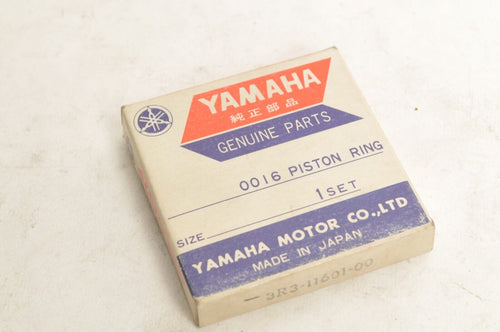 YAMAHA
純正部品
GENUINE PARTS
0016 PISTON RING
1 SET
SIZE
YAMAHA MOTOR CO.,LTD
MADE IN JAPAN
- 3R3-11601-00